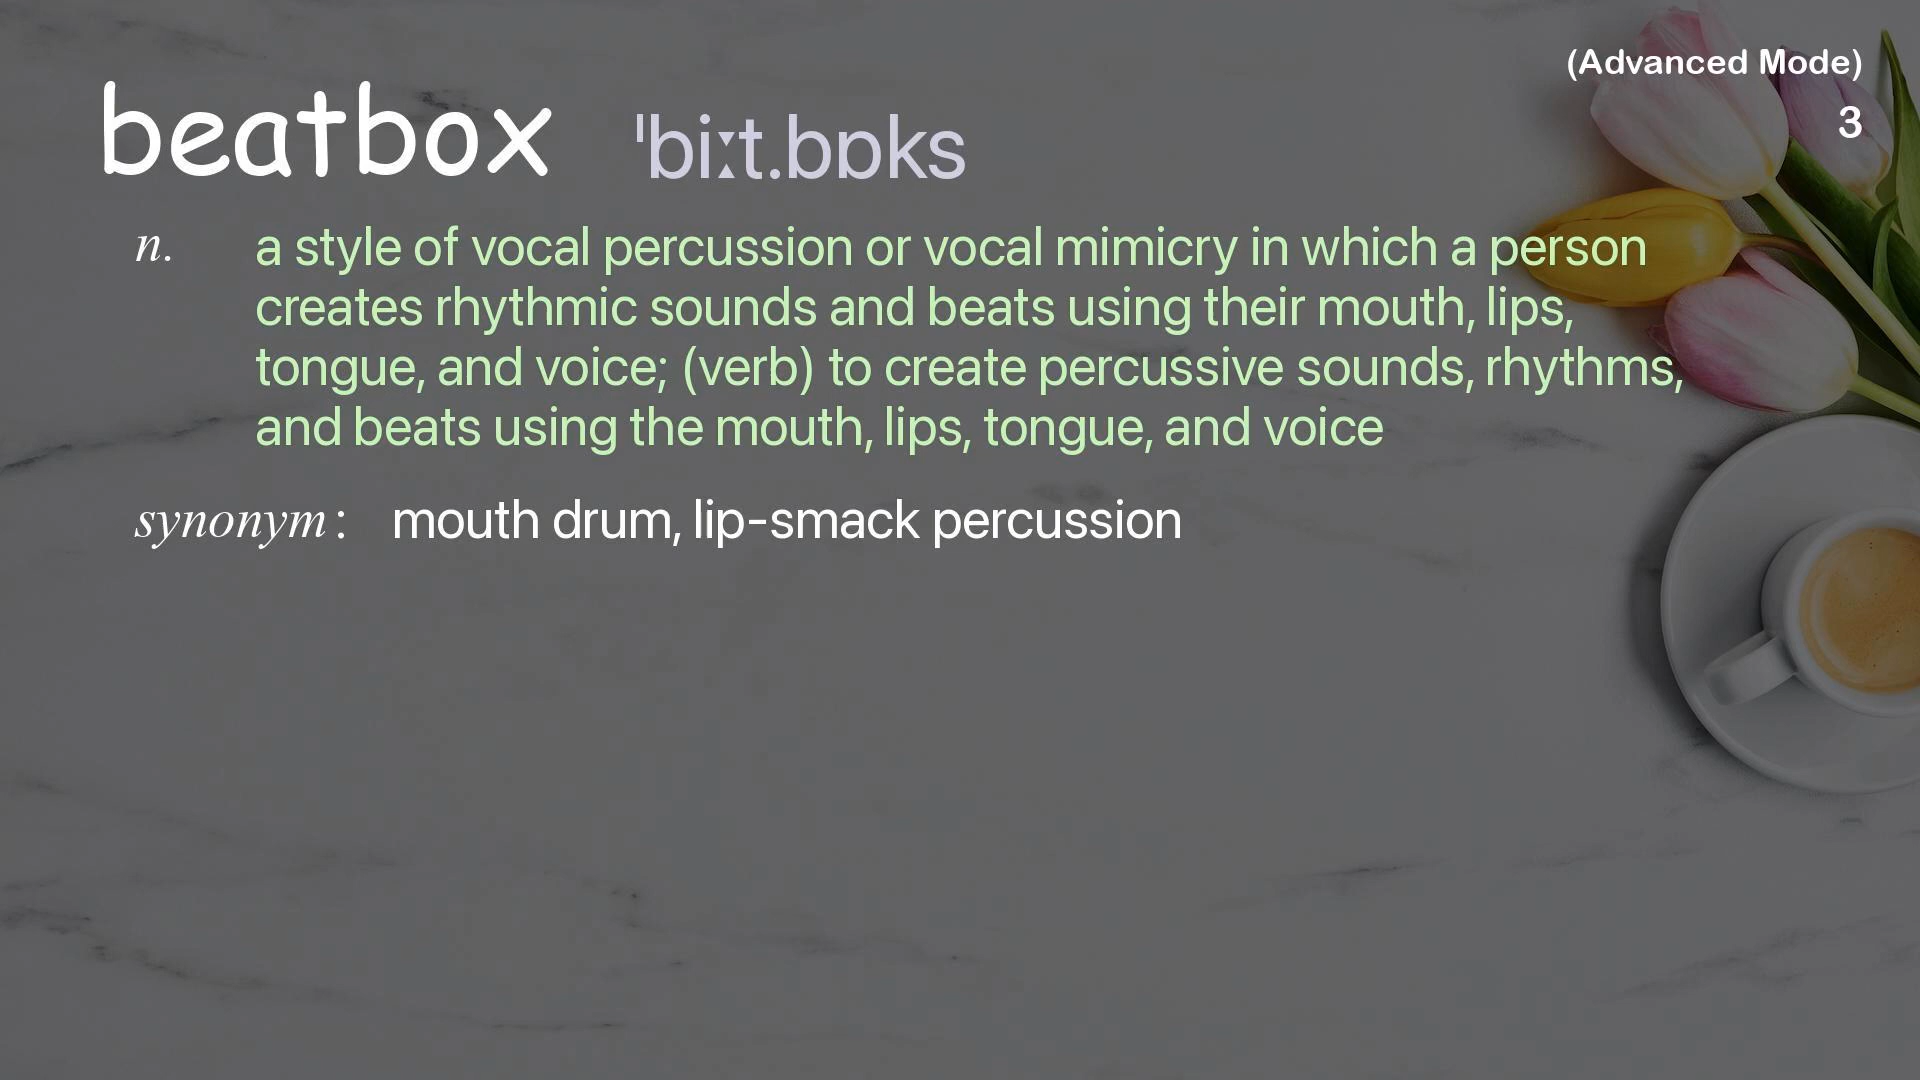 (Advanced Mode)
3
beatbox ˈbiːt.bɒks
n. a style of vocal percussion or vocal mimicry in which a person
creates rhythmic sounds and beats using their mouth, lips,
tongue, and voice; (verb) to create percussive sounds, rhythms,
and beats using the mouth, lips, tongue, and voice
synonym: mouth drum, lip-smack percussion